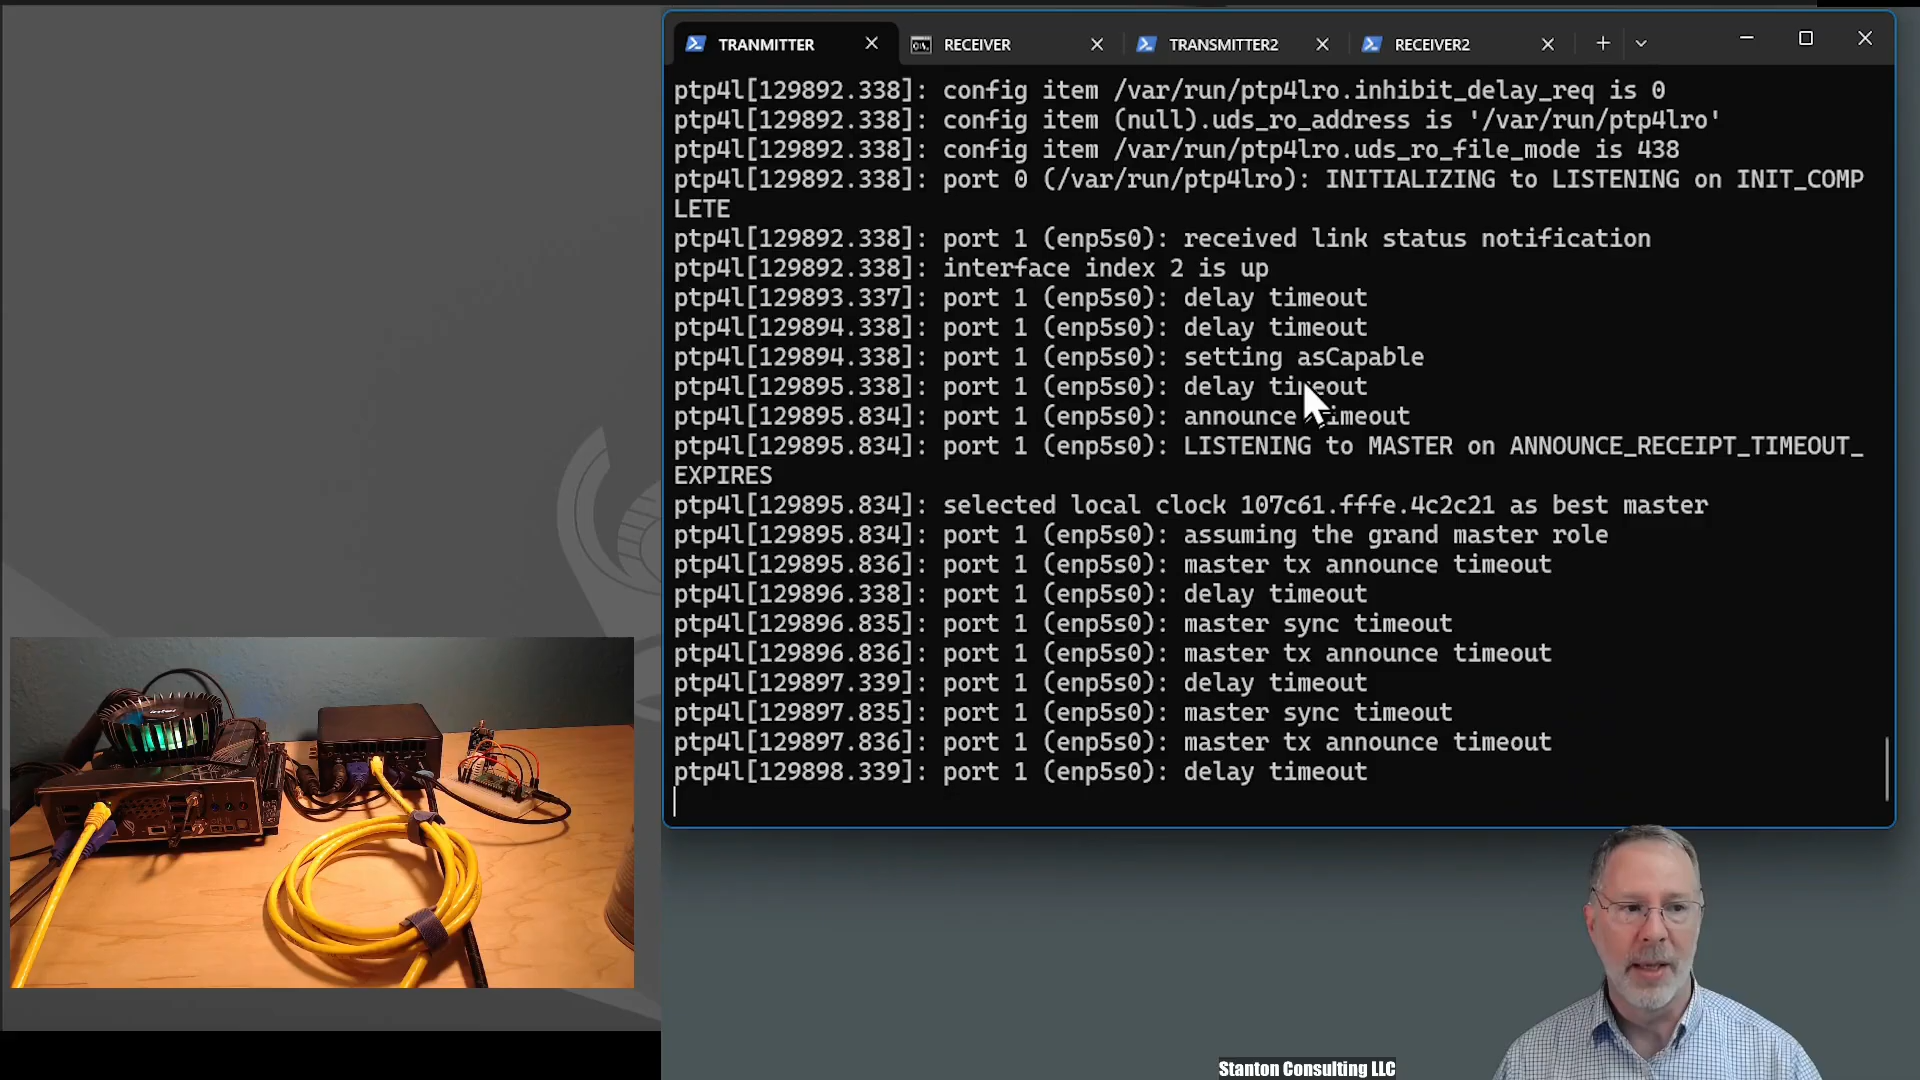 TRANMITTER
RECEIVER
TRANSMITTER2
RECEIVER2
ptp4l[129892.338]: config item /var/run/ptp4lro.inhibit_delay_req is 0
ptp4l[129892.338]: config item (null).uds_ro_address is '/var/run/ptp4lro'
ptp4l[129892.338]: config item /var/run/ptp4lro.uds_ro_file_mode is 438
ptp4l[129892.338]: port 0 (/var/run/ptp4lro): INITIALIZING to LISTENING on INIT_COMP
LETE
ptp4l[129892.338]: port 1 (enp5s0): received link status notification
ptp4l[129892.338]: interface index 2 is up
ptp4l[129893.337]: port 1 (enp5s0): delay timeout
ptp4l[129894.338]: port 1 (enp5s0): delay timeout
ptp4l[129894.338]: port 1 (enp5s0): setting asCapable
ptp4l[129895.338]: port 1 (enp5s0): delay timeout
ptp4l[129895.834]: port 1 (enp5s0): announce timeout
ptp4l[129895.834]: port 1 (enp5s0): LISTENING to MASTER on ANNOUNCE_RECEIPT_TIMEOUT_
EXPIRES
ptp4l[129895.834]: selected local clock 107c61.fffe.4c2c21 as best master
ptp4l[129895.834]: port 1 (enp5s0): assuming the grand master role
ptp4l[129895.836]: port 1 (enp5s0): master tx announce timeout
ptp4l[129896.338]: port 1 (enp5s0): delay timeout
ptp4l[129896.835]: port 1 (enp5s0): master sync timeout
ptp4l[129896.836]: port 1 (enp5s0): master tx announce timeout
ptp4l[129897.339]: port 1 (enp5s0): delay timeout
ptp4l[129897.835]: port 1 (enp5s0): master sync timeout
ptp4l[129897.836]: port 1 (enp5s0): master tx announce timeout
ptp4l[129898.339]: port 1 (enp5s0): delay timeout
intel
Stanton Consulting LLC